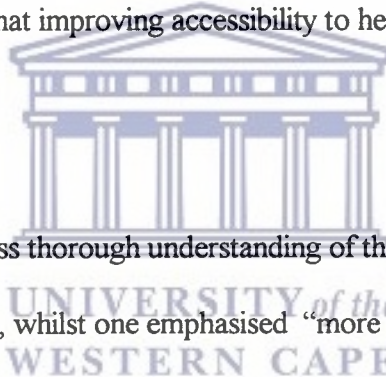 hat improving accessibility to he
ss thorough understanding of th
UNIVERSITY of the
, whilst one emphasised “more
WESTERN CAPE